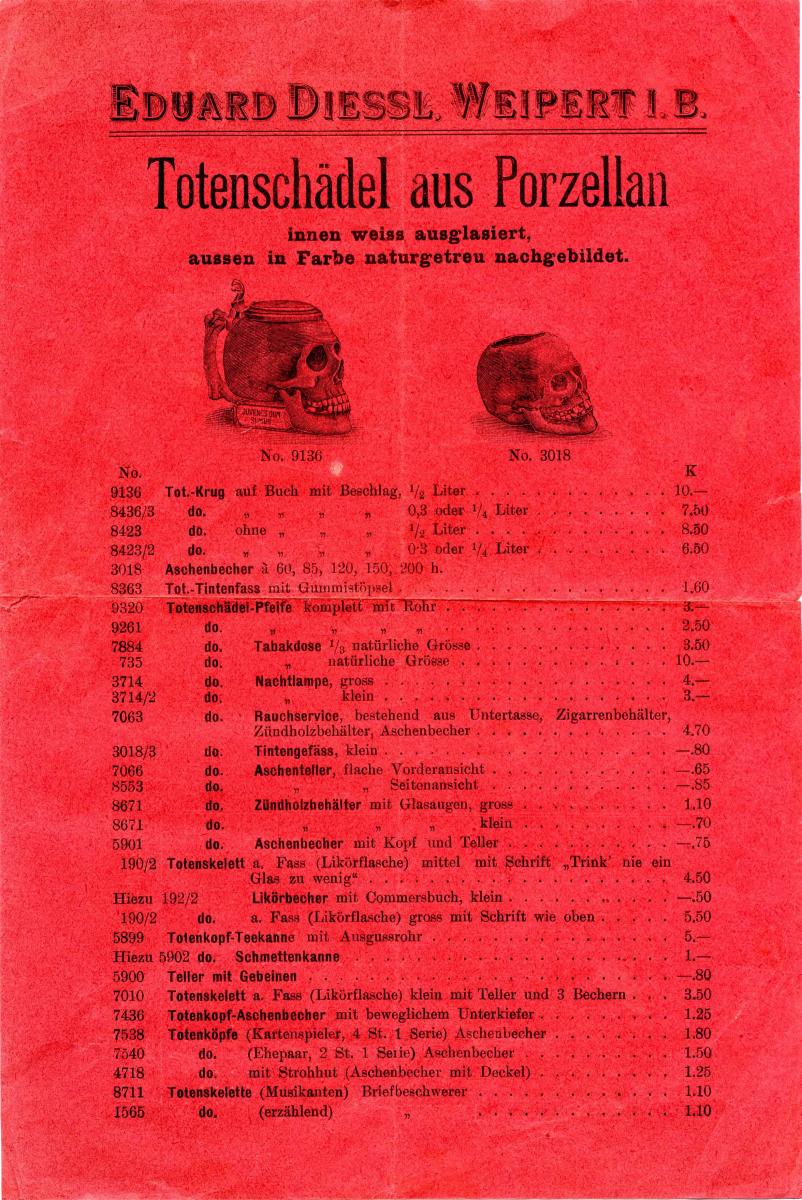 EDUARD DIESSL, WEIPERT I. B.
Totenschädel aus Porzellan
innen weiss ausglasiert,
aussen in Farbe naturgetreu nachgebildet.
JUVENES DUM
SUMUS
No. 9136 No. 3018
No. K
9136 Tot.-Krug auf Buch mit Beschlag, 1/2 Liter . . . . . . . . . . . . 10.—
8436/3 do. „ „ „ „ 0,3 oder 1/4 Liter . . . . . . . . 7.50
8423 do. ohne „ „ „ 1/2 Liter . . . . . . . . . . . . 8.50
8423/2 do. „ „ „ „ 0·3 oder 1/4 Liter . . . . . . . . 6.50
3018 Aschenbecher à 60, 85, 120, 150, 200 h.
8363 Tot.-Tintenfass mit Gummistöpsel . . . . . . . . . . . . 1.60
9320 Totenschädel-Pfeife komplett mit Rohr . . . . . . . . . . . . 3.—
9261 do. „ „ „ „ . . . . . . . . . . . . 2.50
7884 do. Tabakdose 1/3 natürliche Grösse . . . . . . . . . . . . 3.50
735 do. „ natürliche Grösse . . . . . . . . . . . . 10.—
3714 do. Nachtlampe, gross . . . . . . . . . . . . 4.—
3714/2 do. „ klein . . . . . . . . . . . . 3.—
7063 do. Rauchservice, bestehend aus Untertasse, Zigarrenbehälter,
Zündholzbehälter, Aschenbecher . . . . . . . . . . . . 4.70
3018/3 do. Tintengefäss, klein . . . . . . . . . . . . —.80
7066 do. Aschenteller, flache Vorderansicht . . . . . . . . . . . . —.65
8553 do. „ „ Seitenansicht . . . . . . . . . . . . —.85
8671 do. Zündholzbehälter mit Glasaugen, gross . . . . . . . . . . 1.10
8671 do. „ „ „ klein . . . . . . . . . . —.70
5901 do. Aschenbecher mit Kopf und Teller . . . . . . . . . . —.75
190/2 Totenskelett a. Fass (Likörflasche) mittel mit Schrift „Trink' nie ein
Glas zu wenig“ . . . . . . . . . . . . 4.50
Hiezu 192/2 Likörbecher mit Commersbuch, klein . . . . . . „ . . . —.50
190/2 do. a. Fass (Likörflasche) gross mit Schrift wie oben . . . . . 5,50
5899 Totenkopf-Teekanne mit Ausgussrohr . . . . . . . . . . . . 5.—
Hiezu 5902 do. Schmettenkanne . . . . . . . . . . . . 1.—
5900 Teller mit Gebeinen . . . . . . . . . . . . —.80
7010 Totenskelett a. Fass (Likörflasche) klein mit Teller und 3 Bechern . . . 3.50
7436 Totenkopf-Aschenbecher mit beweglichem Unterkiefer . . . . . . . . 1.25
7538 Totenköpfe (Kartenspieler, 4 St. 1 Serie) Aschenbecher . . . . . . . . 1.80
7540 do. (Ehepaar, 2 St. 1 Serie) Aschenbecher . . . . . . . . 1.50
4718 do. mit Strohhut (Aschenbecher mit Deckel) . . . . . . . . 1.25
8711 Totenskelette (Musikanten) Briefbeschwerer . . . . . . . . . . 1.10
1565 do. (erzählend) „ . . . . . . . . . . 1.10